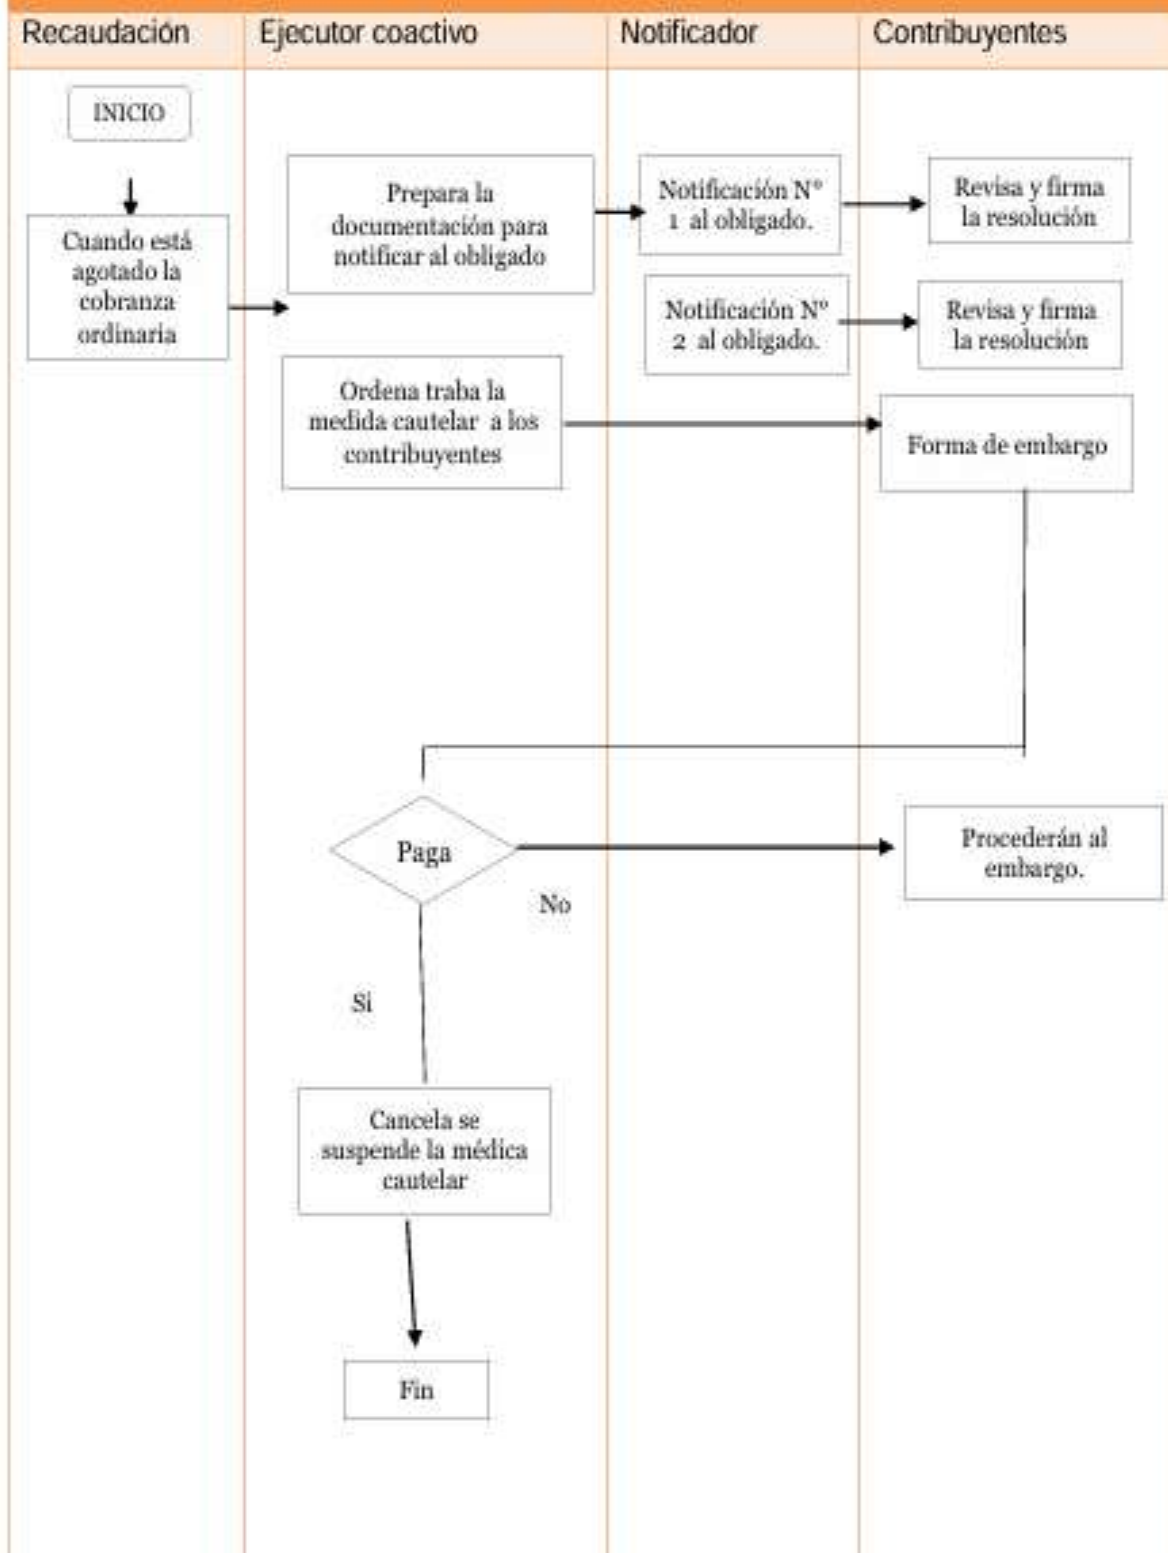 Recaudación
Ejecutor coactivo
Notificador
Contribuyentes
INICIO
Cuando está
agotado la
cobranza
ordinaria
Prepara la
documentación para
notificar al obligado
Notificación N°
1 al obligado.
Revisa y firma
la resolución
Notificación N°
2 al obligado.
Revisa y firma
la resolución
Ordena traba la
medida cautelar a los
contribuyentes
Forma de embargo
Paga
No
Procederán al
embargo.
Si
Cancela se
suspende la médica
cautelar
Fin